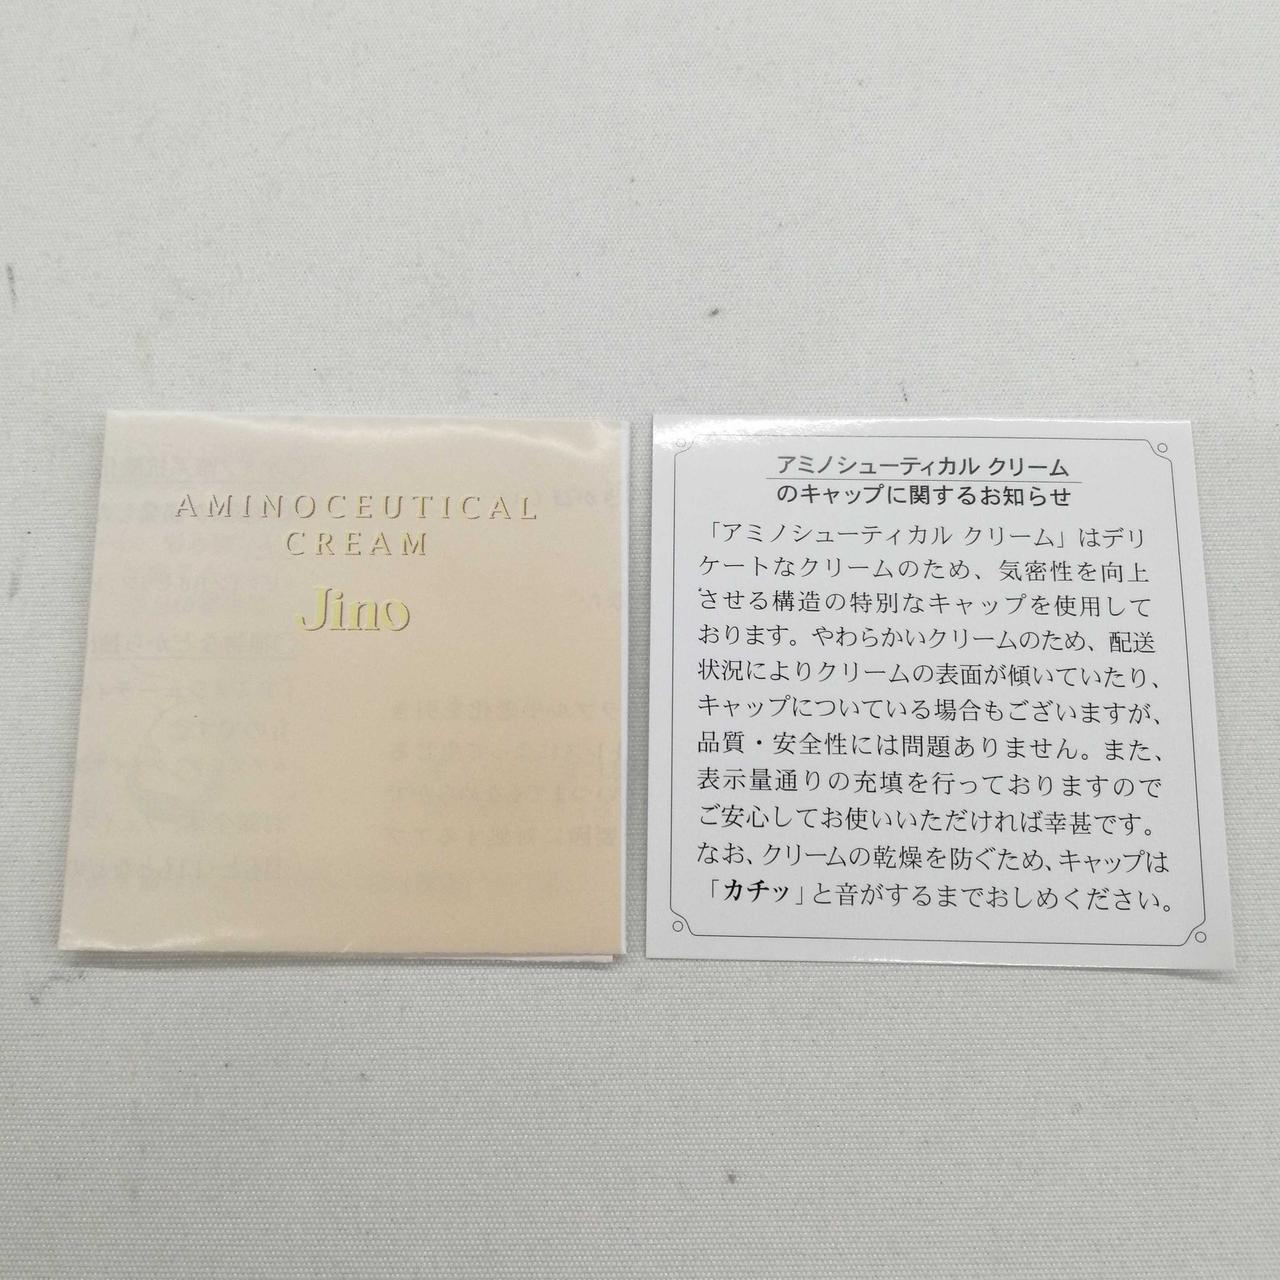 AMINOCEUTICAL
CREAM
Jino
アミノシューティカル クリーム
のキャップに関するお知らせ
「アミノシューティカル クリーム」はデリ
ケートなクリームのため、気密性を向上
させる構造の特別なキャップを使用して
おります。やわらかいクリームのため、配送
状況によりクリームの表面が傾いていたり、
キャップについている場合もございますが、
品質・安全性には問題ありません。また、
表示量通りの充填を行っておりますので
ご安心してお使いいただければ幸甚です。
なお、クリームの乾燥を防ぐため、キャップは
「カチッ」と音がするまでおしめください。